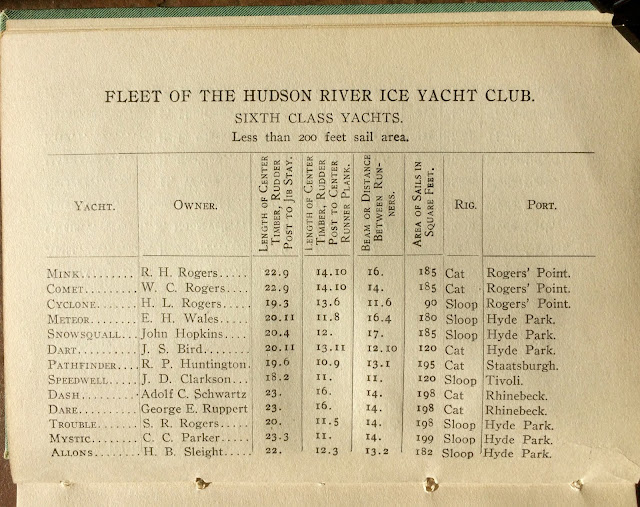 FLEET OF THE HUDSON RIVER ICE YACHT CLUB.
SIXTH CLASS YACHTS.
Less than 200 feet sail area.
YACHT. OWNER. LENGTH OF CENTER TIMBER, RUDDER POST TO JIB STAY. LENGTH OF CENTER TIMBER, RUDDER POST TO CENTER RUNNER PLANK. BEAM OR DISTANCE BETWEEN RUNNERS. AREA OF SAILS IN SQUARE FEET. RIG. PORT.
MINK......... R. H. Rogers..... 22.9 14.10 16. 185 Cat Rogers' Point.
COMET........ W. C. Rogers..... 22.9 14.10 14. 185 Cat Rogers' Point.
CYCLONE...... H. L. Rogers..... 19.3 13.6 11.6 90 Sloop Rogers' Point.
METEOR....... E. H. Wales...... 20.11 11.8 16.4 180 Sloop Hyde Park.
SNOWSQUALL... John Hopkins.... 20.4 12. 17. 185 Sloop Hyde Park.
DART......... J. S. Bird........ 20.11 13.11 12.10 120 Cat Hyde Park.
PATHFINDER... R. P. Huntington. 19.6 10.9 13.1 195 Cat Staatsburgh.
SPEEDWELL.... J. D. Clarkson... 18.2 11. 11. 120 Sloop Tivoli.
DASH......... Adolf C. Schwartz 23. 16. 14. 198 Cat Rhinebeck.
DARE......... George E. Ruppert 23. 16. 14. 198 Cat Rhinebeck.
TROUBLE...... S. R. Rogers..... 20. 11.5 14. 198 Sloop Hyde Park.
MYSTIC....... C. C. Parker..... 23.3 11. 14. 199 Sloop Hyde Park.
ALLONS....... H. B. Sleight.... 22. 12.3 13.2 182 Sloop Hyde Park.